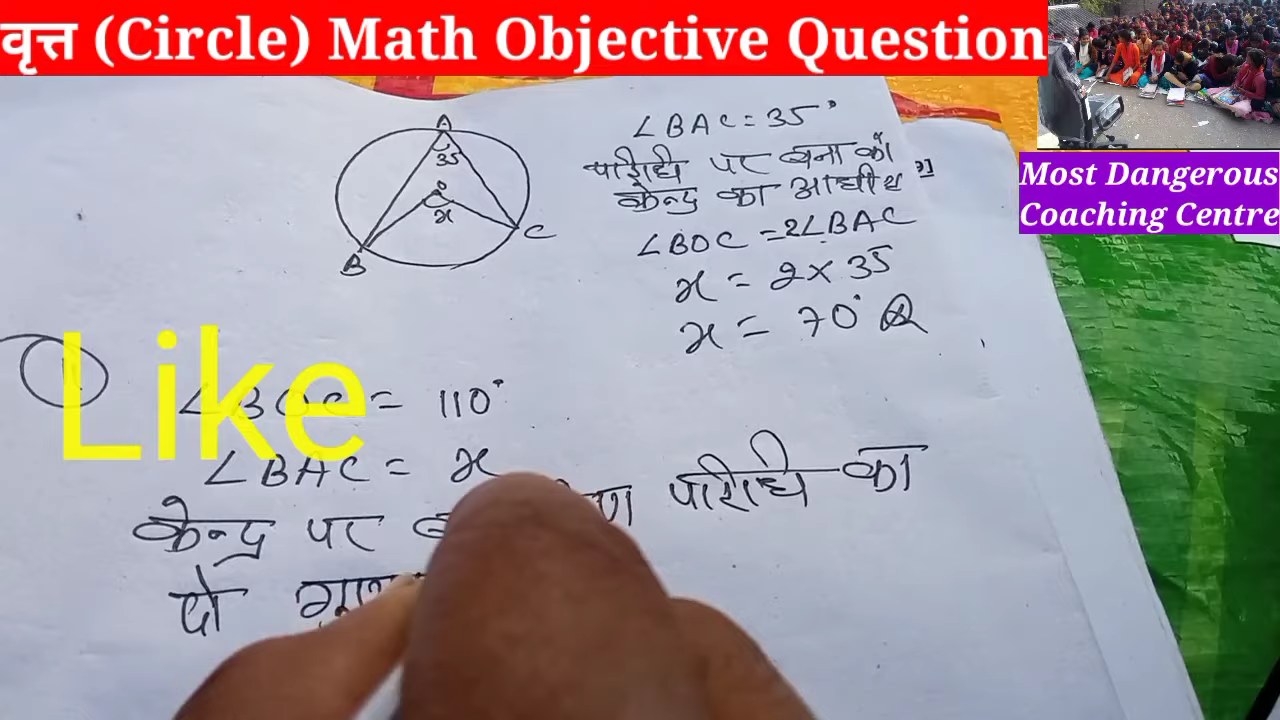 वृत्त (Circle) Math Objective Question
Most Dangerous
Coaching Centre
A
35
O
x
B
C
∠BAC = 35°
परिधि पर बना को
केन्द्र का आधा
∠BOC = 2∠BAC
x = 2 × 35
x = 70°
Like
∠BOC = 110°
∠BAC = x
केन्द्र पर परिधि का
दो